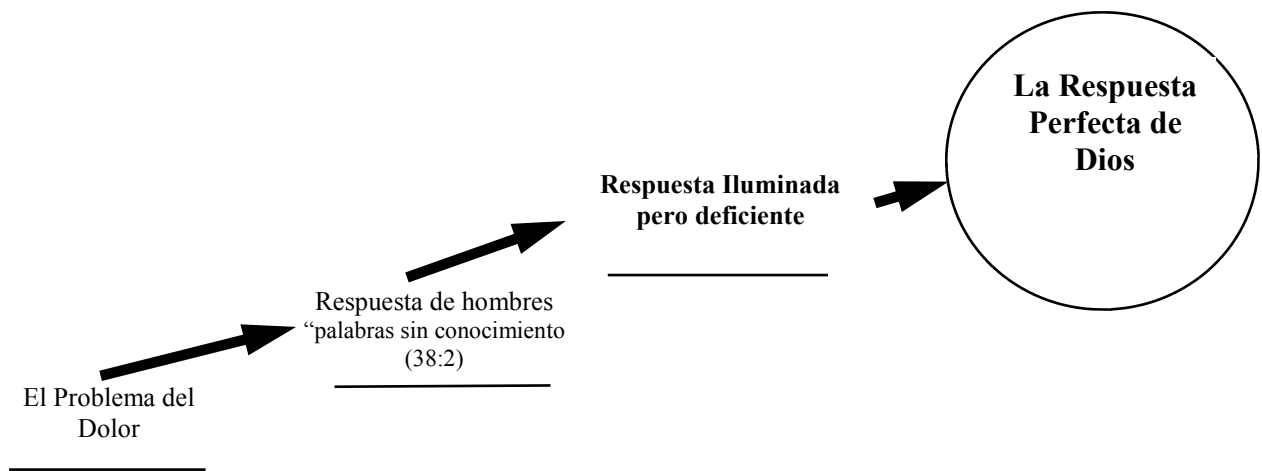 La Respuesta
Perfecta de
Dios
Respuesta Iluminada
pero deficiente
Respuesta de hombres
“palabras sin conocimiento
(38:2)
El Problema del
Dolor